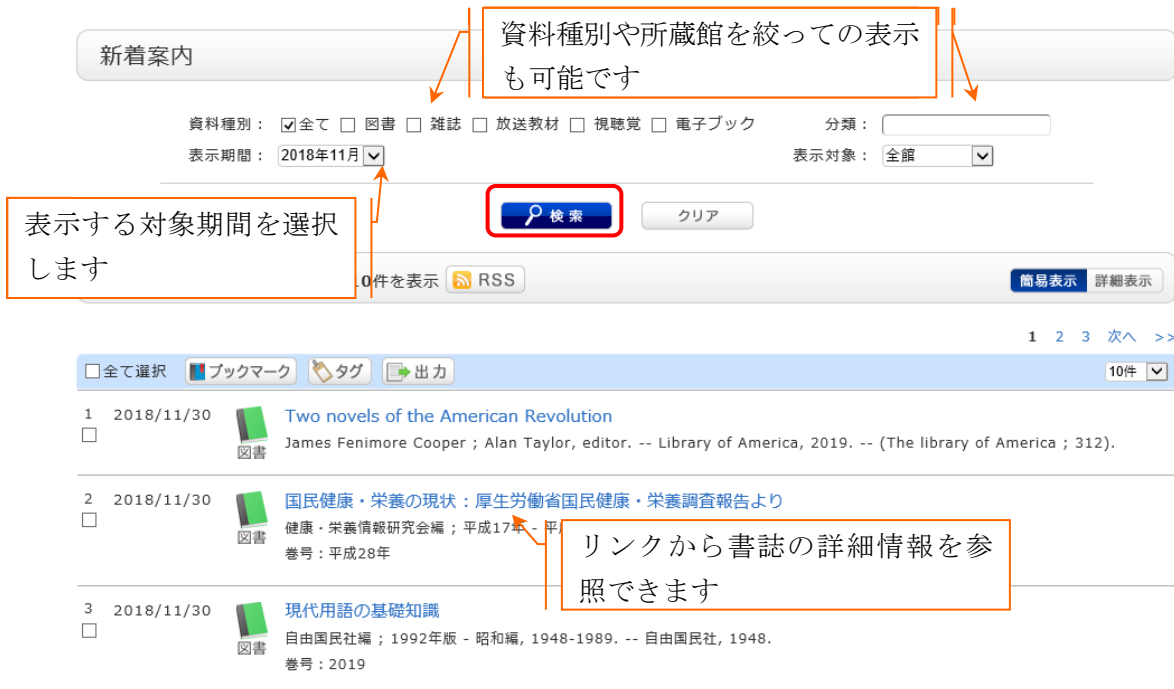 資料種別や所蔵館を絞っての表示
も可能です
新着案内
資料種別： 全て 図書 雑誌 放送教材 視聴覚 電子ブック 分類：
表示期間： 2018年11月 表示対象： 全館
表示する対象期間を選択
します
検索 クリア
10件を表示 RSS 簡易表示 詳細表示
1 2 3 次へ >>
全て選択 ブックマーク タグ 出力 10件
1 2018/11/30 図書 Two novels of the American Revolution
James Fenimore Cooper ; Alan Taylor, editor. -- Library of America, 2019. -- (The library of America ; 312).
2 2018/11/30 図書 国民健康・栄養の現状 : 厚生労働省国民健康・栄養調査報告より
健康・栄養情報研究会編 ; 平成17年 -
巻号：平成28年
リンクから書誌の詳細情報を参
照できます
3 2018/11/30 図書 現代用語の基礎知識
自由国民社編 ; 1992年版 - 昭和編, 1948-1989. -- 自由国民社, 1948.
巻号：2019